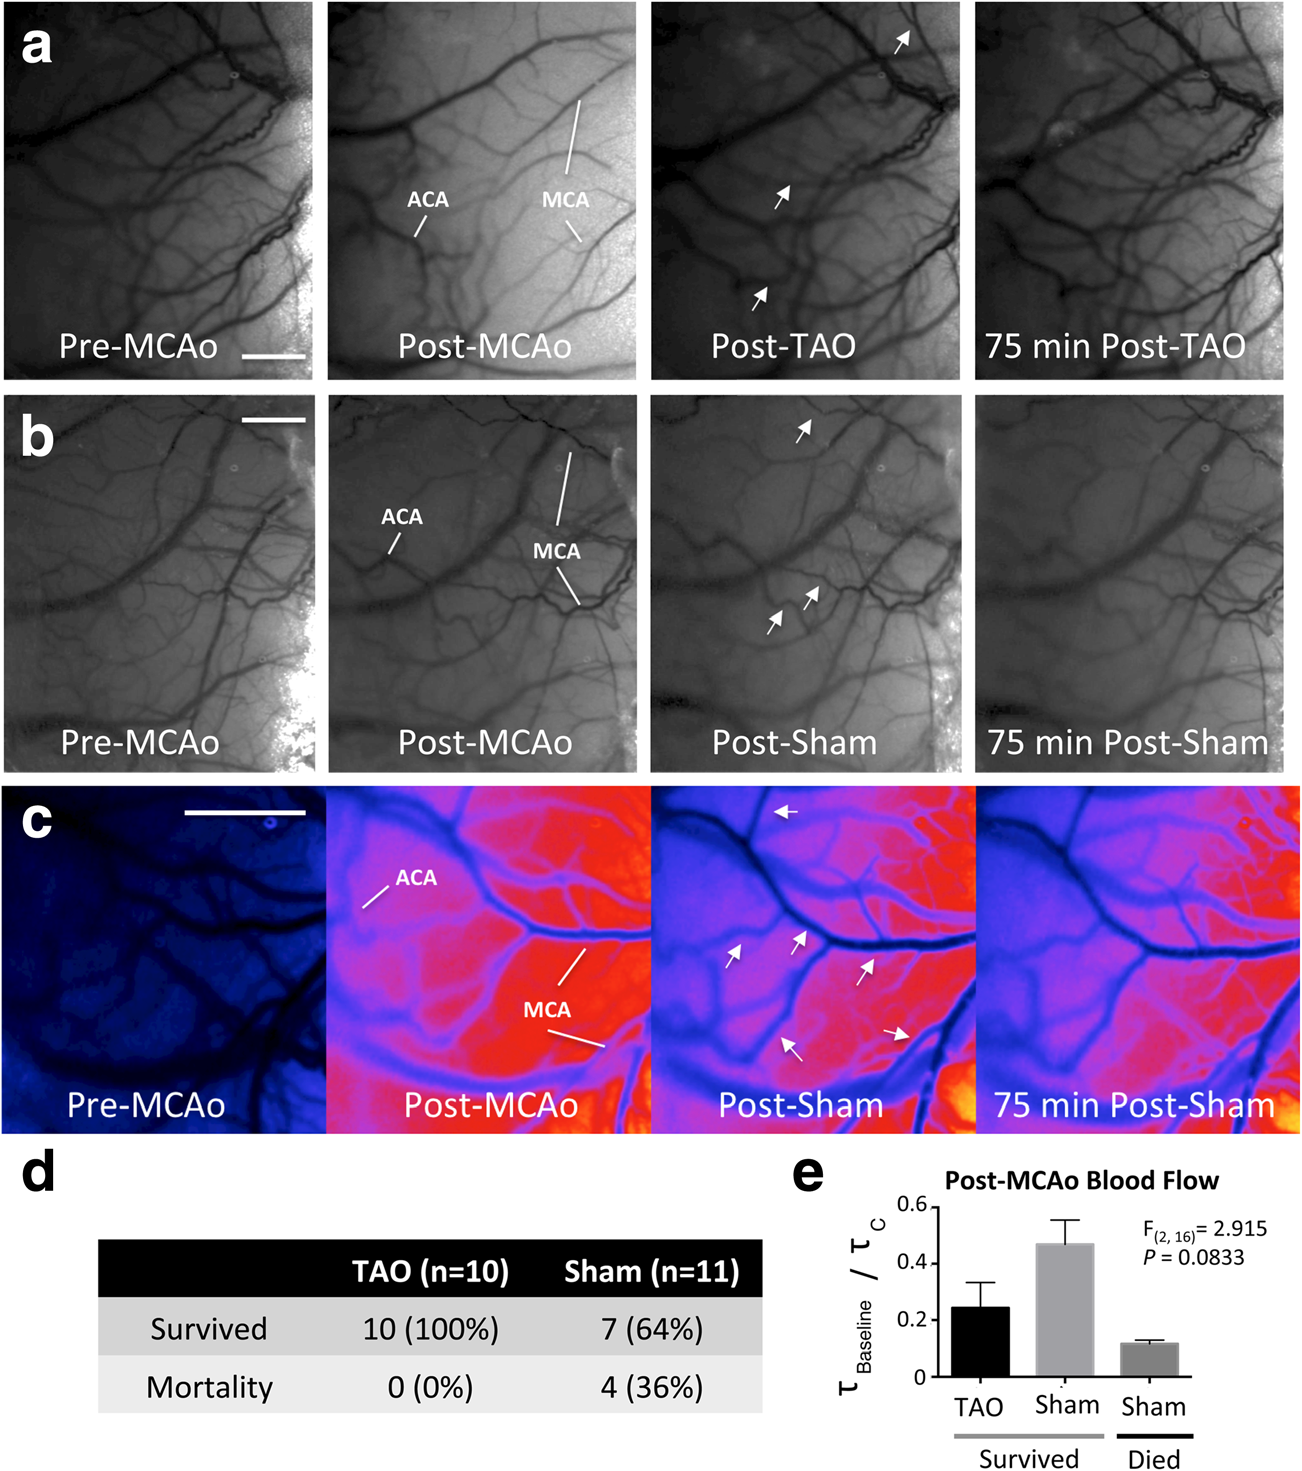 a
Pre-MCAo
ACA
MCA
Post-MCAo
Post-TAO
75 min Post-TAO
b
Pre-MCAo
ACA
MCA
Post-MCAo
Post-Sham
75 min Post-Sham
c
Pre-MCAo
ACA
MCA
Post-MCAo
Post-Sham
75 min Post-Sham
d
TAO (n=10) Sham (n=11)
Survived 10 (100%) 7 (64%)
Mortality 0 (0%) 4 (36%)
e
Post-MCAo Blood Flow
τ Baseline / τ C
0.6
0.4
0.2
0
F(2, 16)= 2.915
P = 0.0833
TAO Sham Sham
Survived Died